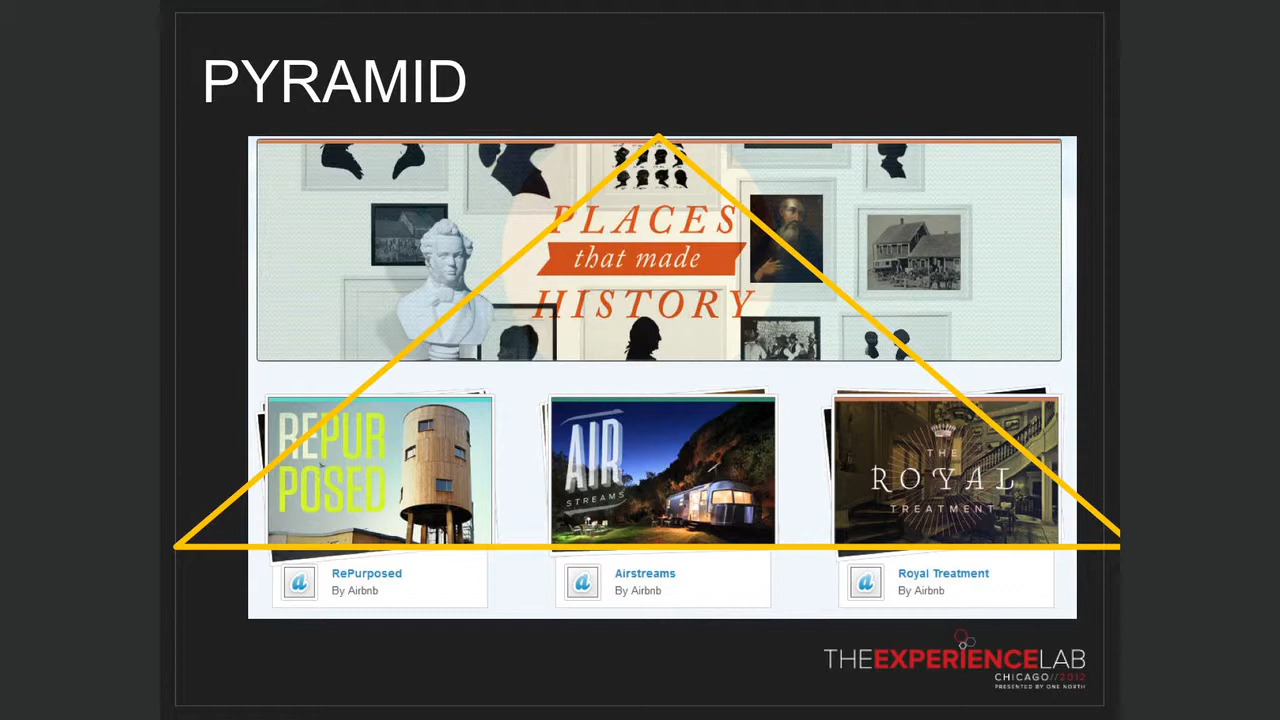 PYRAMID
PLACES
that made
HISTORY
REPUR
POSED
AIR
STREAMS
THE
ROYAL
TREATMENT
a
RePurposed
By Airbnb
a
Airstreams
By Airbnb
a
Royal Treatment
By Airbnb
THEEXPERIENCELAB
CHICAGO//2012
PRESENTED BY ONE NORTH